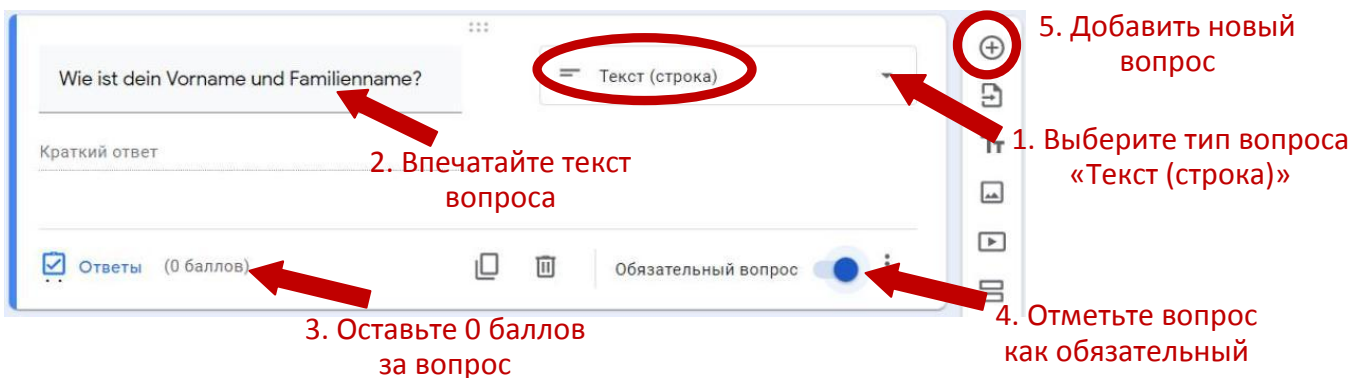 5. Добавить новый
вопрос
Wie ist dein Vorname und Familienname?
Текст (строка)
1. Выберите тип вопроса
«Текст (строка)»
Краткий ответ
2. Впечатайте текст
вопроса
Ответы (0 баллов)
Обязательный вопрос
3. Оставьте 0 баллов
за вопрос
4. Отметьте вопрос
как обязательный